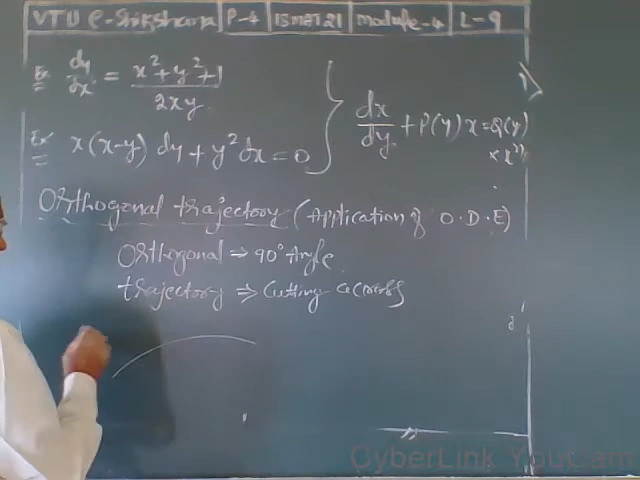 VTU e-Shikshana P-4 15MAT21 Module-4 L-9
Ex dy/dx = x²+y²+1 / 2xy
Ex x(x-y) dy + y² dx = 0
dx/dy + P(y) x = Q(y)
Orthogonal trajectory (Application of O.D.E)
Orthogonal ⇒ 90° Angle
trajectory ⇒ Cutting across
CyberLink YouCam